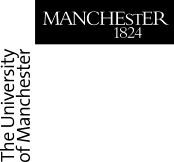 MANCHESTER
1824
The University
of Manchester